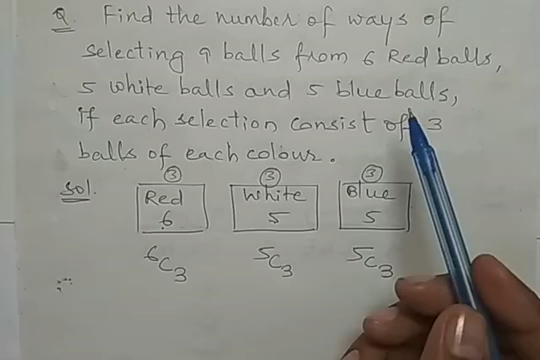 Q. Find the number of ways of
selecting 9 balls from 6 Red balls,
5 white balls and 5 blue balls,
if each selection consist of 3
balls of each colour.
Sol. ③ ③ ③
Red White Blue
6 5 5
⁶C₃ ⁵C₃ ⁵C₃
∴